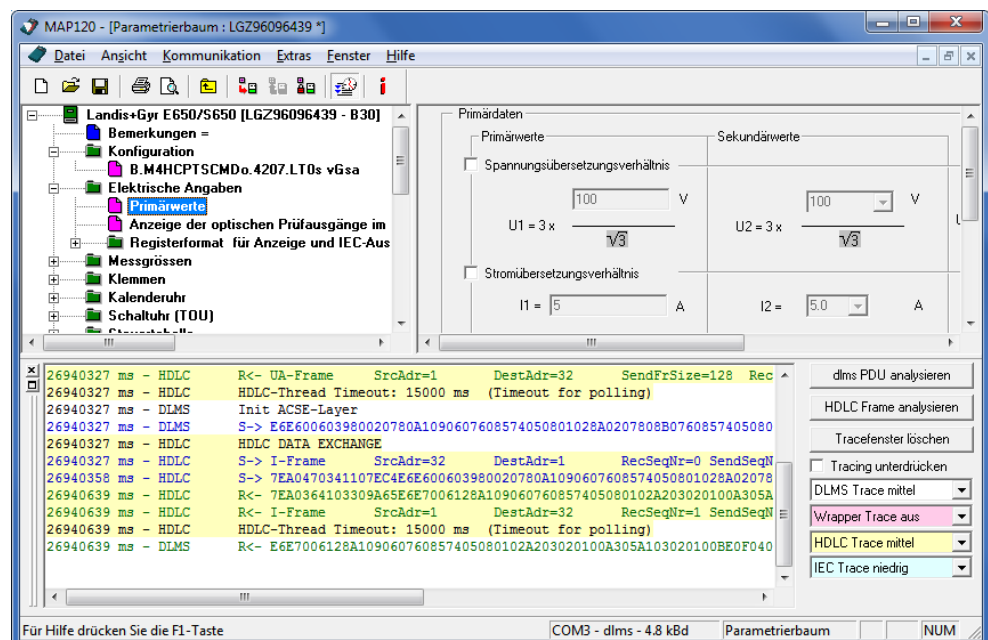 MAP120 - [Parametrierbaum : LGZ96096439 *]
Datei Ansicht Kommunikation Extras Fenster Hilfe
Landis+Gyr E650/S650 [LGZ96096439 - B30]
Bemerkungen =
Konfiguration
B.M4HCPTSCMDo.4207.LT0s vGsa
Elektrische Angaben
Primärwerte
Anzeige der optischen Prüfausgänge im
Registerformat für Anzeige und IEC-Aus
Messgrössen
Klemmen
Kalenderuhr
Schaltuhr (TOU)
Primärdaten
Primärwerte Sekundärwerte
Spannungsübersetzungsverhältnis
100 V 100 V
U1 = 3 x √3 U2 = 3 x √3
Stromübersetzungsverhältnis
I1 = 5 A I2 = 5.0 A
26940327 ms - HDLC R<- UA-Frame SrcAdr=1 DestAdr=32 SendFrSize=128 Rec
26940327 ms - HDLC HDLC-Thread Timeout: 15000 ms (Timeout for polling)
26940327 ms - DLMS Init ACSE-Layer
26940327 ms - DLMS S-> E6E600603980020780A1090607608574050801028A0207808B0760857405080
26940327 ms - HDLC HDLC DATA EXCHANGE
26940327 ms - HDLC S-> I-Frame SrcAdr=32 DestAdr=1 RecSeqNr=0 SendSeqN
26940358 ms - HDLC S-> 7EA0470341107EC4E6E600603980020780A1090607608574050801028A02078
26940639 ms - HDLC R<- 7EA0364103309A65E6E7006128A109060760857405080102A203020100A305A
26940639 ms - HDLC R<- I-Frame SrcAdr=1 DestAdr=32 RecSeqNr=1 SendSeqN
26940639 ms - HDLC HDLC-Thread Timeout: 15000 ms (Timeout for polling)
26940639 ms - DLMS R<- E6E7006128A109060760857405080102A203020100A305A103020100BE0F040
dlms PDU analysieren
HDLC Frame analysieren
Tracefenster löschen
Tracing unterdrücken
DLMS Trace mittel
Wrapper Trace aus
HDLC Trace mittel
IEC Trace niedrig
Für Hilfe drücken Sie die F1-Taste COM3 - dlms - 4.8 kBd Parametrierbaum NUM